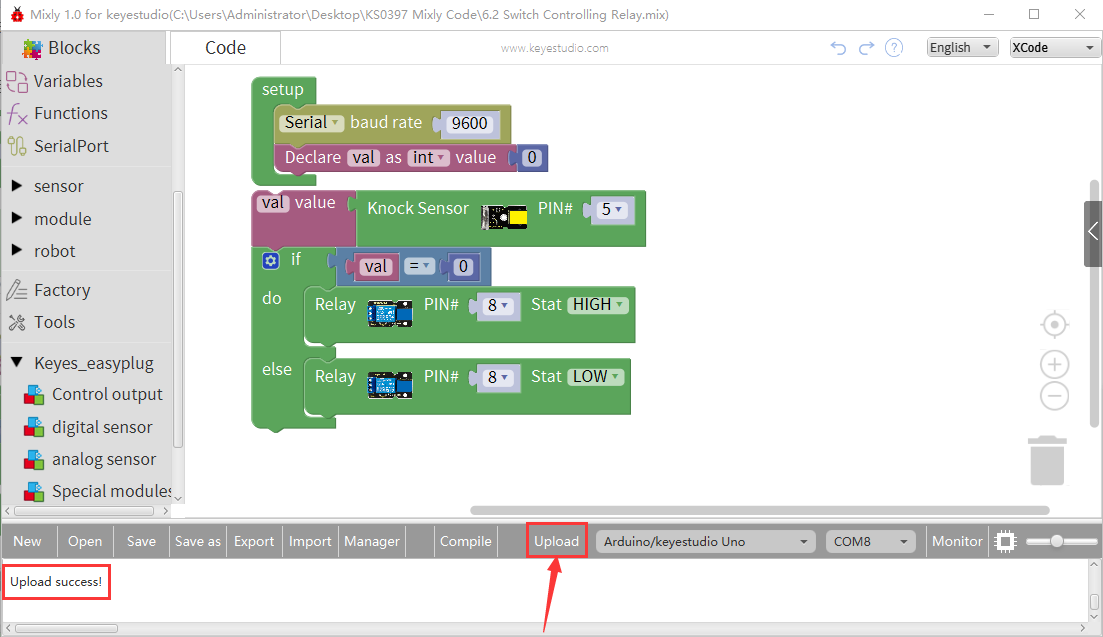 Mixly 1.0 for keyestudio(C:\Users\Administrator\Desktop\KS0397 Mixly Code\6.2 Switch Controlling Relay.mix)
Blocks
Code
www.keyestudio.com
English
XCode
Variables
Functions
SerialPort
sensor
module
robot
Factory
Tools
Keyes_easyplug
Control output
digital sensor
analog sensor
Special modules
setup
Serial baud rate 9600
Declare val as int value 0
val value Knock Sensor PIN# 5
if val = 0
do Relay PIN# 8 Stat HIGH
else Relay PIN# 8 Stat LOW
New Open Save Save as Export Import Manager Compile Upload Arduino/keyestudio Uno COM8 Monitor
Upload success!